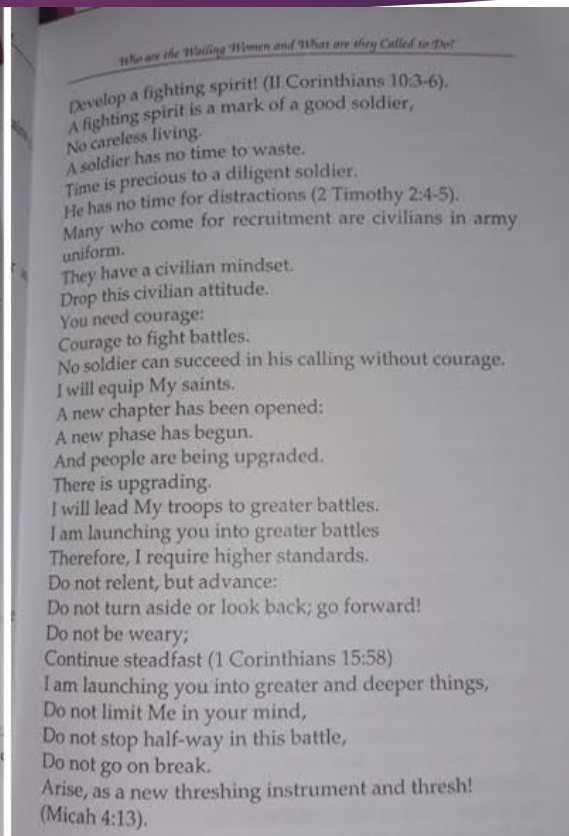 Who are the Wailing Women and What are they Called to Do?
Develop a fighting spirit! (II Corinthians 10:3-6).
A fighting spirit is a mark of a good soldier,
No careless living.
A soldier has no time to waste.
Time is precious to a diligent soldier.
He has no time for distractions (2 Timothy 2:4-5).
Many who come for recruitment are civilians in army
uniform.
They have a civilian mindset.
Drop this civilian attitude.
You need courage:
Courage to fight battles.
No soldier can succeed in his calling without courage.
I will equip My saints.
A new chapter has been opened:
A new phase has begun.
And people are being upgraded.
There is upgrading.
I will lead My troops to greater battles.
I am launching you into greater battles
Therefore, I require higher standards.
Do not relent, but advance:
Do not turn aside or look back; go forward!
Do not be weary;
Continue steadfast (1 Corinthians 15:58)
I am launching you into greater and deeper things,
Do not limit Me in your mind,
Do not stop half-way in this battle,
Do not go on break.
Arise, as a new threshing instrument and thresh!
(Micah 4:13).